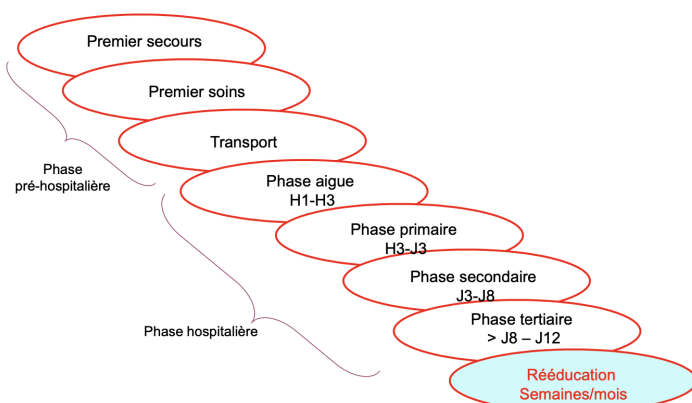 Premier secours
Premier soins
Transport
Phase
pré-hospitalière
Phase aigue
H1-H3
Phase primaire
H3-J3
Phase secondaire
J3-J8
Phase hospitalière
Phase tertiaire
> J8 – J12
Rééducation
Semaines/mois